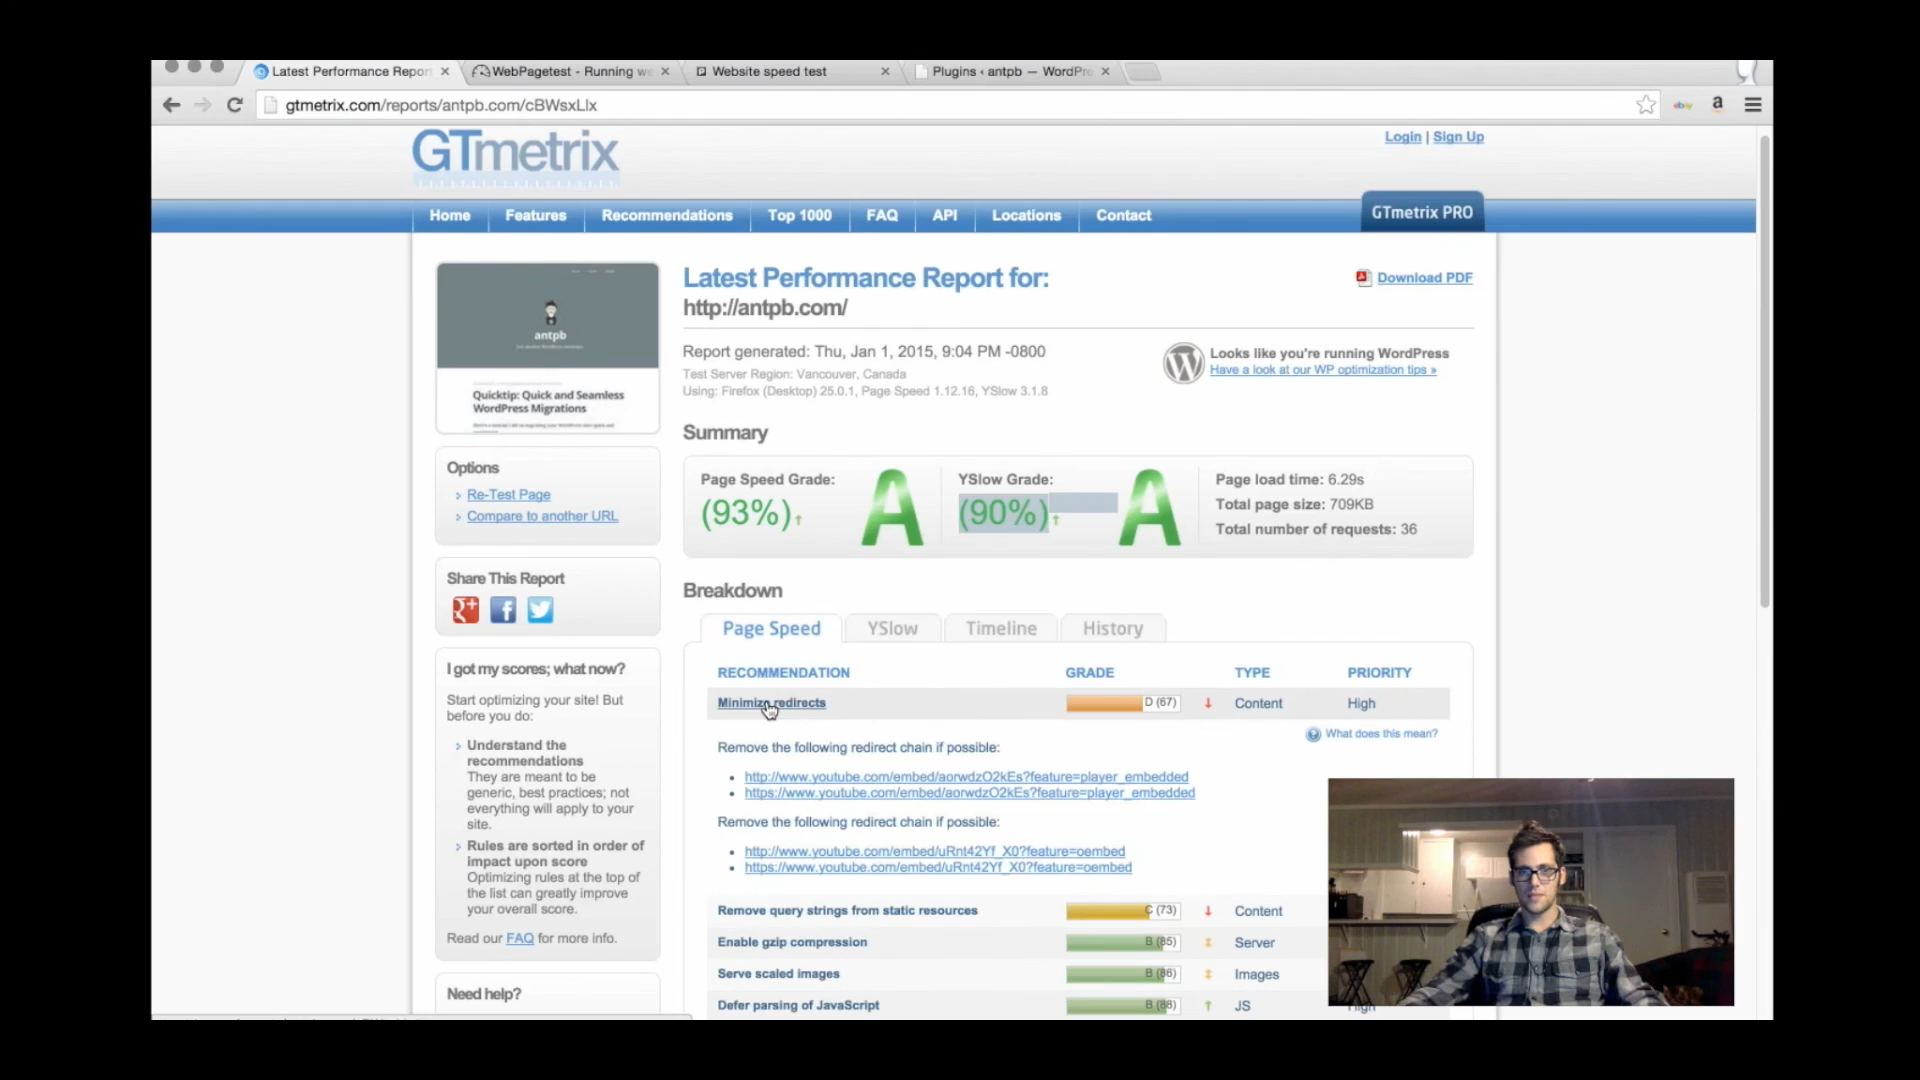 Latest Performance Repor
WebPagetest - Running we
Website speed test
Plugins ‹ antpb — WordPre
gtmetrix.com/reports/antpb.com/cBWsxLlx
ebay
a
GTmetrix
Login | Sign Up
Home
Features
Recommendations
Top 1000
FAQ
API
Locations
Contact
GTmetrix PRO
antpb
Quicktip: Quick and Seamless
WordPress Migrations
Latest Performance Report for:
http://antpb.com/
Download PDF
Report generated: Thu, Jan 1, 2015, 9:04 PM -0800
Test Server Region: Vancouver, Canada
Using: Firefox (Desktop) 25.0.1, Page Speed 1.12.16, YSlow 3.1.8
Looks like you're running WordPress
Have a look at our WP optimization tips »
Summary
Page Speed Grade:
(93%)
A
YSlow Grade:
(90%)
A
Page load time: 6.29s
Total page size: 709KB
Total number of requests: 36
Options
Re-Test Page
Compare to another URL
Share This Report
I got my scores; what now?
Start optimizing your site! But
before you do:
Understand the
recommendations
They are meant to be
generic, best practices; not
everything will apply to your
site.
Rules are sorted in order of
impact upon score
Optimizing rules at the top of
the list can greatly improve
your overall score.
Read our FAQ for more info.
Need help?
Breakdown
Page Speed
YSlow
Timeline
History
RECOMMENDATION GRADE TYPE PRIORITY
Minimize redirects D (67) Content High
What does this mean?
Remove the following redirect chain if possible:
http://www.youtube.com/embed/aorwdzO2kEs?feature=player_embedded
https://www.youtube.com/embed/aorwdzO2kEs?feature=player_embedded
Remove the following redirect chain if possible:
http://www.youtube.com/embed/uRnt42Yf_X0?feature=oembed
https://www.youtube.com/embed/uRnt42Yf_X0?feature=oembed
Remove query strings from static resources C (73) Content
Enable gzip compression B (85) Server
Serve scaled images B (86) Images
Defer parsing of JavaScript B (88) JS High